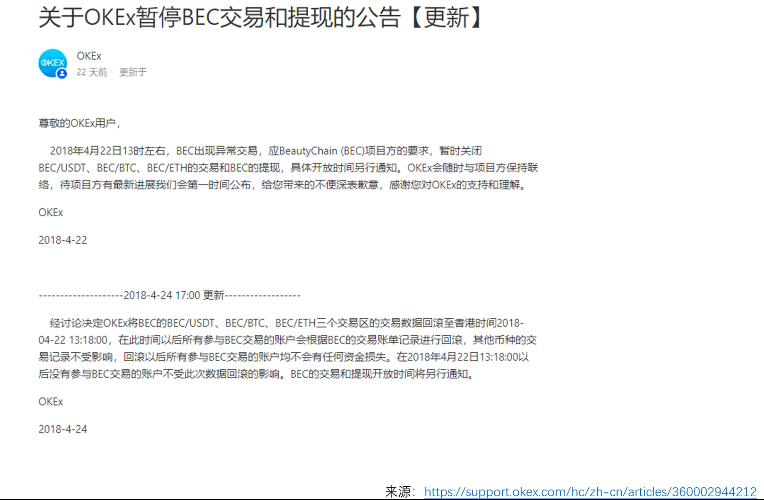 关于OKEx暂停BEC交易和提现的公告【更新】
OKEX
OKEx
22 天前 · 更新于
尊敬的OKEx用户，
2018年4月22日13时左右，BEC出现异常交易，应BeautyChain (BEC)项目方的要求，暂时关闭
BEC/USDT、BEC/BTC、BEC/ETH的交易和BEC的提现，具体开放时间另行通知。OKEx会随时与项目方保持联
络，待项目方有最新进展我们会第一时间公布，给您带来的不便深表歉意，感谢您对OKEx的支持和理解。
OKEx
2018-4-22
--------------------2018-4-24 17:00 更新------------------
经讨论决定OKEx将BEC的BEC/USDT、BEC/BTC、BEC/ETH三个交易区的交易数据回滚至香港时间2018-
04-22 13:18:00，在此时间以后所有参与BEC交易的账户会根据BEC的交易账单记录进行回滚，其他币种的交
易记录不受影响，回滚以后所有参与BEC交易的账户均不会有任何资金损失。在2018年4月22日13:18:00以
后没有参与BEC交易的账户不受此次数据回滚的影响。BEC的交易和提现开放时间将另行通知。
OKEx
2018-4-24
来源：https://support.okex.com/hc/zh-cn/articles/360002944212